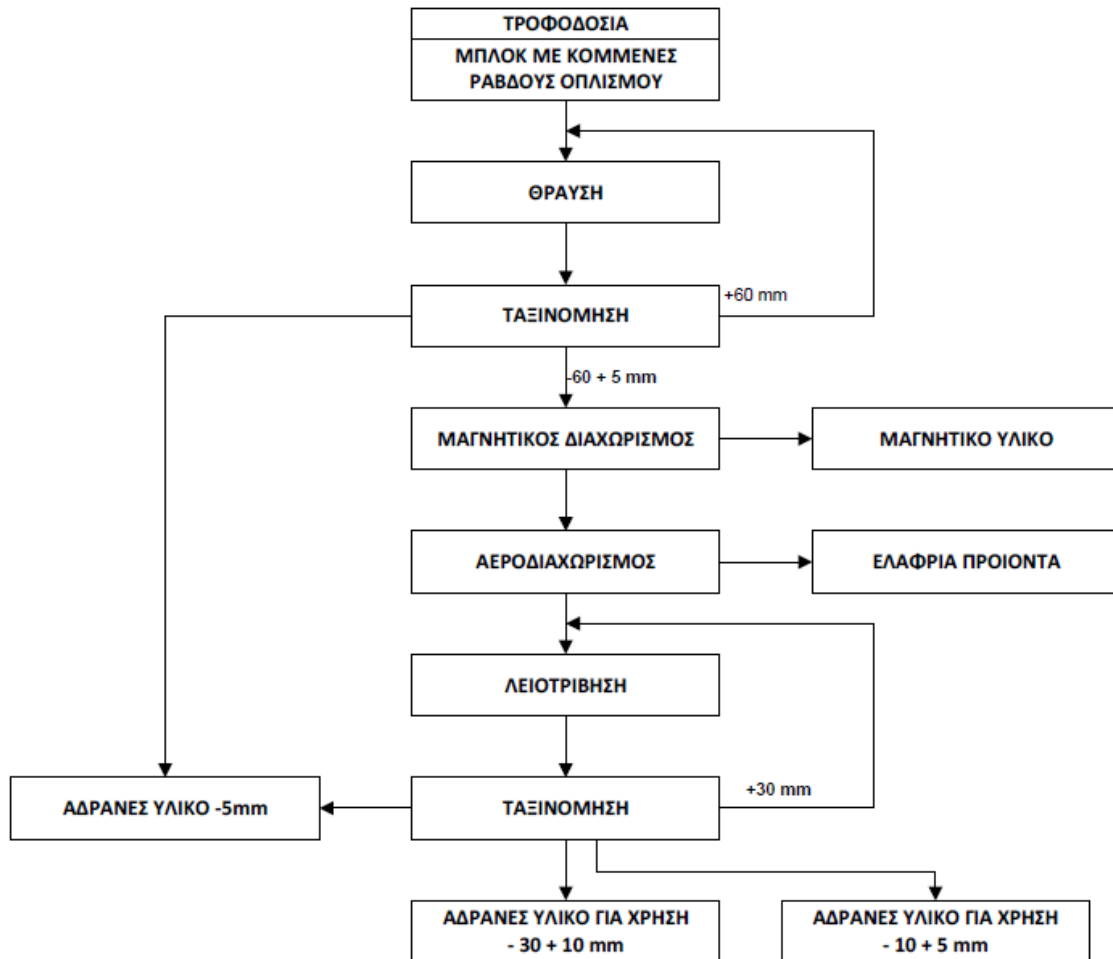 ΤΡΟΦΟΔΟΣΙΑ
ΜΠΛΟΚ ΜΕ ΚΟΜΜΕΝΕΣ
ΡΑΒΔΟΥΣ ΟΠΛΙΣΜΟΥ
ΘΡΑΥΣΗ
ΤΑΞΙΝΟΜΗΣΗ
+60 mm
-60 + 5 mm
ΜΑΓΝΗΤΙΚΟΣ ΔΙΑΧΩΡΙΣΜΟΣ
ΜΑΓΝΗΤΙΚΟ ΥΛΙΚΟ
ΑΕΡΟΔΙΑΧΩΡΙΣΜΟΣ
ΕΛΑΦΡΙΑ ΠΡΟΙΟΝΤΑ
ΛΕΙΟΤΡΙΒΗΣΗ
ΑΔΡΑΝΕΣ ΥΛΙΚΟ -5mm
ΤΑΞΙΝΟΜΗΣΗ
+30 mm
ΑΔΡΑΝΕΣ ΥΛΙΚΟ ΓΙΑ ΧΡΗΣΗ
- 30 + 10 mm
ΑΔΡΑΝΕΣ ΥΛΙΚΟ ΓΙΑ ΧΡΗΣΗ
- 10 + 5 mm